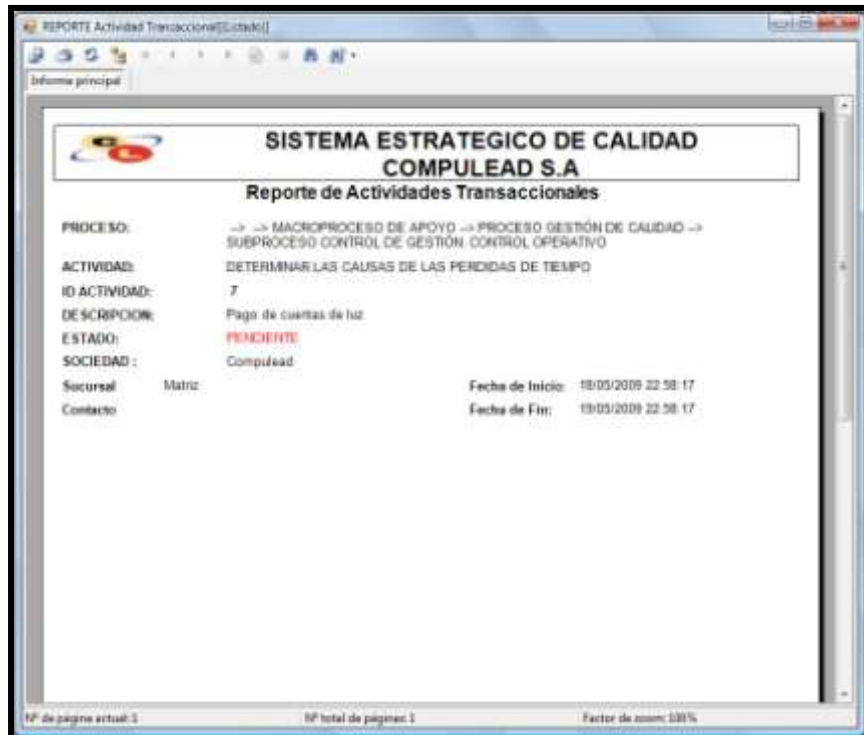 REPORTE Actividad Transaccional[[Listado]]
Informe principal
SISTEMA ESTRATEGICO DE CALIDAD
COMPULEAD S.A
Reporte de Actividades Transaccionales
PROCESO: -> -> MACROPROCESO DE APOYO -> PROCESO GESTIÓN DE CALIDAD ->
SUBPROCESO CONTROL DE GESTIÓN: CONTROL OPERATIVO
ACTIVIDAD: DETERMINAR LAS CAUSAS DE LAS PERDIDAS DE TIEMPO
ID ACTIVIDAD: 7
DESCRIPCION: Pago de cuentas de luz
ESTADO: PENDIENTE
SOCIEDAD : Compulead
Sucursal Matriz Fecha de Inicio: 18/05/2009 22:58:17
Contacto Fecha de Fin: 19/05/2009 22:58:17
Nº de página actual: 1 Nº total de páginas: 1 Factor de zoom: 100%